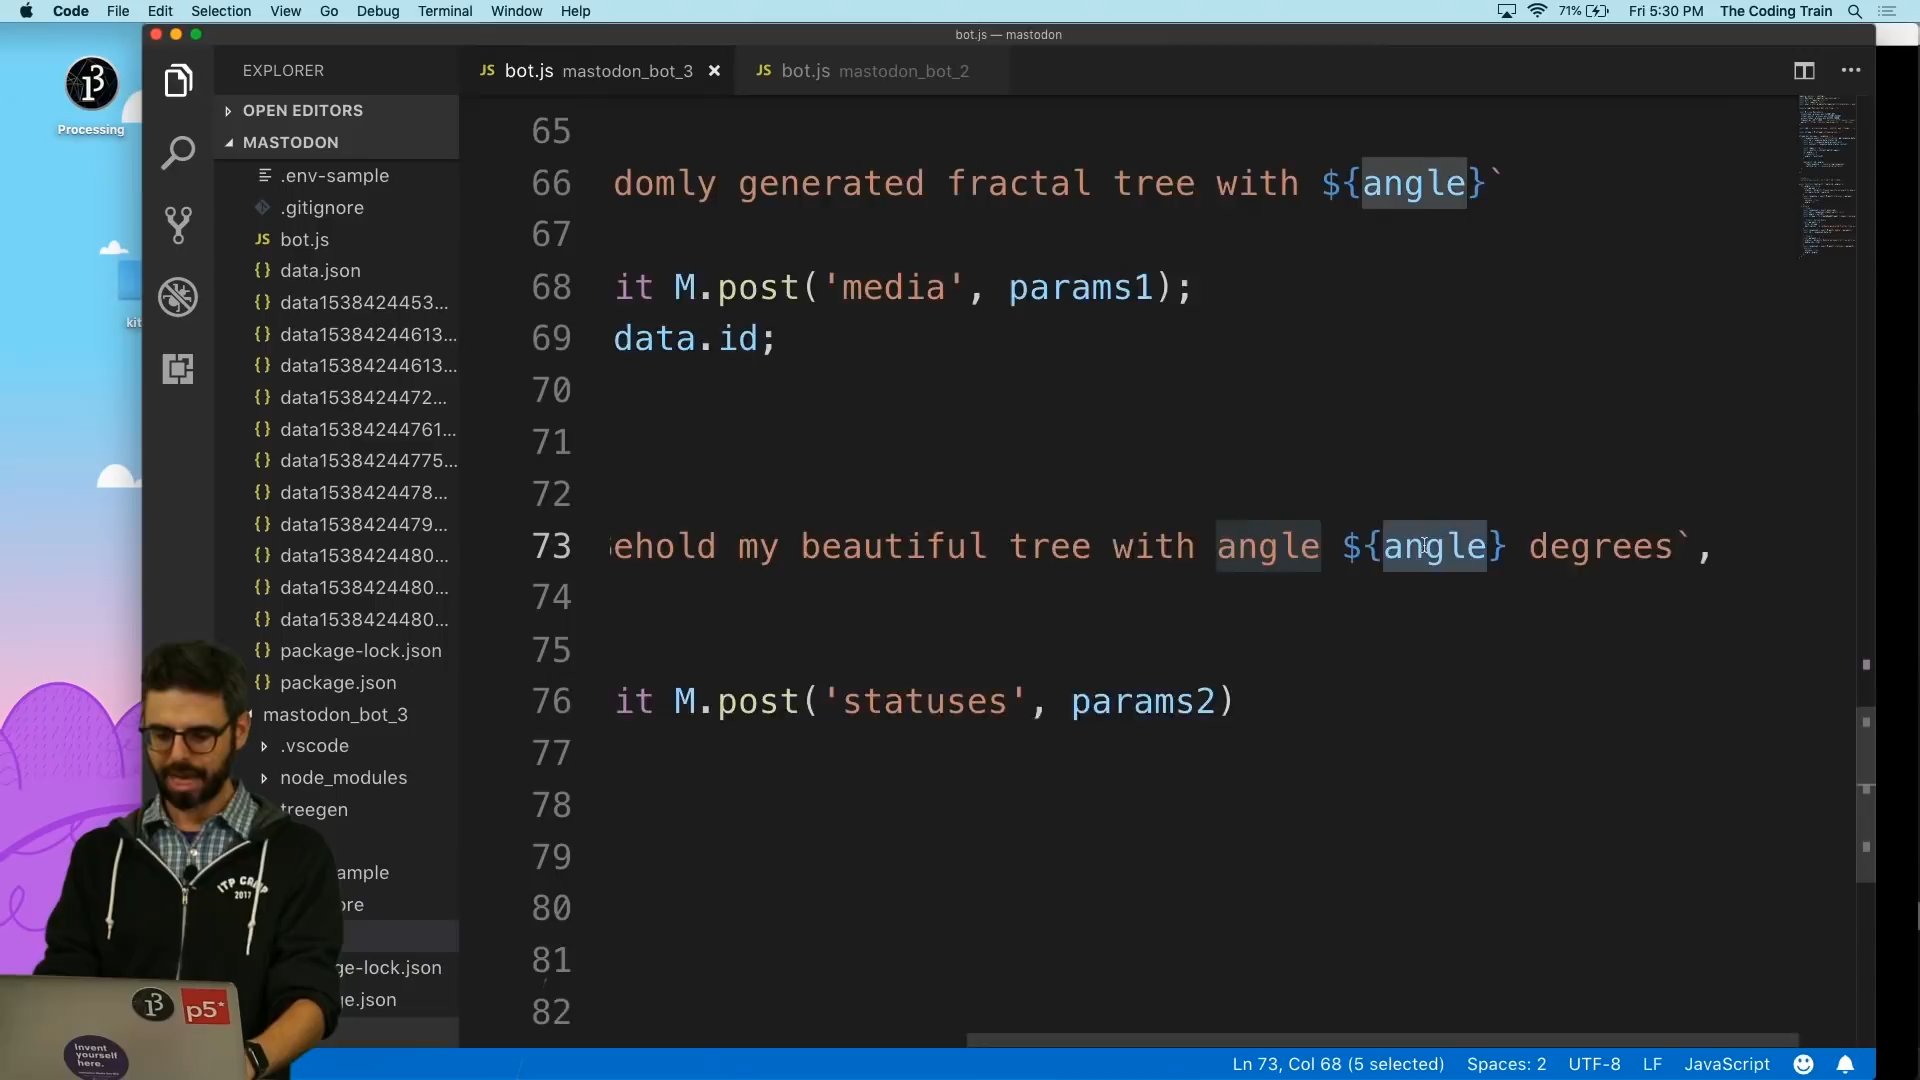 Code File Edit Selection View Go Debug Terminal Window Help
71% Fri 5:30 PM The Coding Train
bot.js — mastodon
Processing
kit
EXPLORER
OPEN EDITORS
MASTODON
.env-sample
.gitignore
JS bot.js
{} data.json
{} data1538424453...
{} data15384244613...
{} data15384244613...
{} data1538424472...
{} data15384244761...
{} data15384244775...
{} data1538424478...
{} data1538424479...
{} data1538424480...
{} data1538424480...
{} data1538424480...
{} package-lock.json
{} package.json
mastodon_bot_3
.vscode
node_modules
treegen
ample
ore
ge-lock.json
ge.json
JS bot.js mastodon_bot_3
JS bot.js mastodon_bot_2
65
66 domly generated fractal tree with ${angle}`
67
68 it M.post('media', params1);
69 data.id;
70
71
72
73 ehold my beautiful tree with angle ${angle} degrees`,
74
75
76 it M.post('statuses', params2)
77
78
79
80
81
82
ITP CAMP
2017
p5*
Invent
yourself
here.
Ln 73, Col 68 (5 selected) Spaces: 2 UTF-8 LF JavaScript